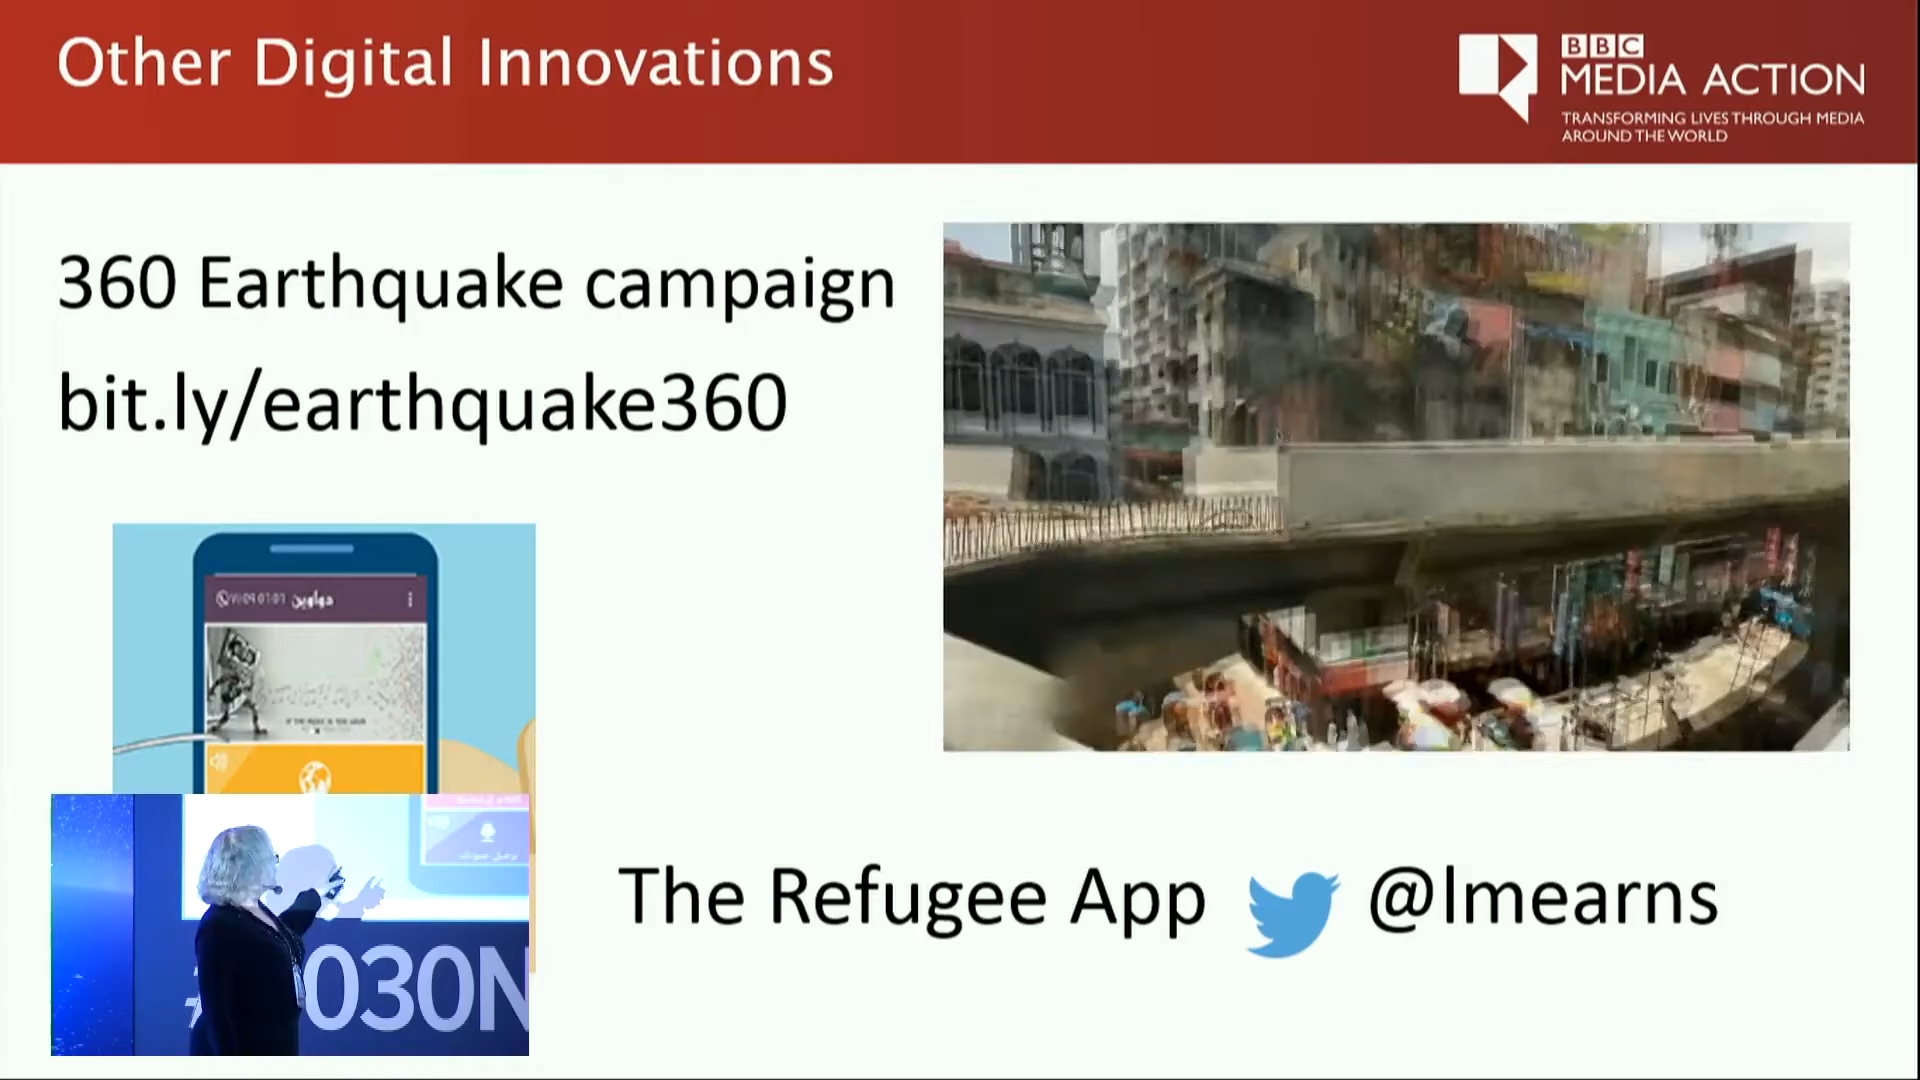 Other Digital Innovations
BBC
MEDIA ACTION
TRANSFORMING LIVES THROUGH MEDIA
AROUND THE WORLD
360 Earthquake campaign
bit.ly/earthquake360
دواوين
The Refugee App @lmearns
030N